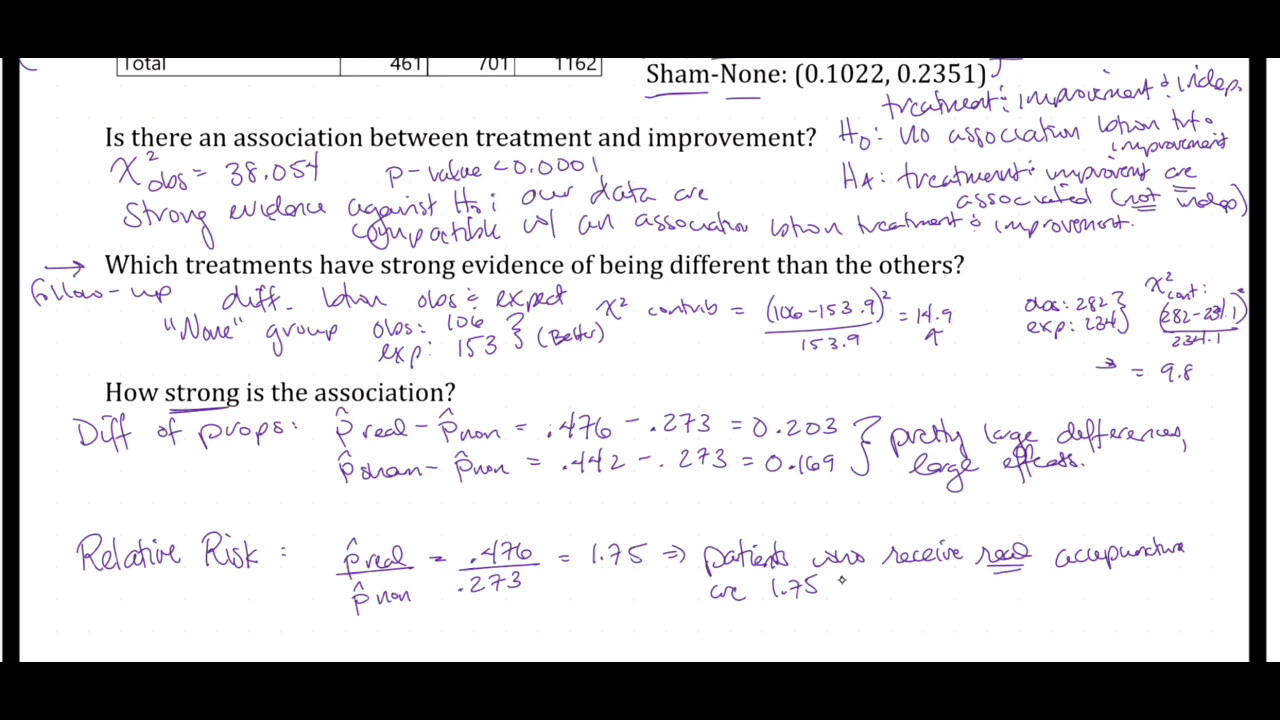 Total 461 701 1162
Sham-None: (0.1022, 0.2351)
treatment & improvement & indep.
Is there an association between treatment and improvement?
H0: no association btwn trt & improvement
χ²obs = 38.054 p-value < 0.0001
HA: treatment & improvment are associated (not indep)
Strong evidence against H0; our data are
compactible w/ an association btwn treatment & improvement.
→ Which treatments have strong evidence of being different than the others?
follow-up diff. btwn obs & expect
"None" group obs: 106
exp: 153 } (Better)
χ² contrib = (106-153.9)² / 153.9 = 14.9
obs: 282
exp: 234 }
χ² cont:
(282-234.1)² / 234.1
→ = 9.8
How strong is the association?
Diff of props: p̂real - p̂non = .476 - .273 = 0.203
p̂sham - p̂non = .442 - .273 = 0.169
} pretty large differences,
large effects.
Relative Risk: p̂real / p̂non = .476 / .273 = 1.75 ⇒ patients who receive real accupuncture
are 1.75